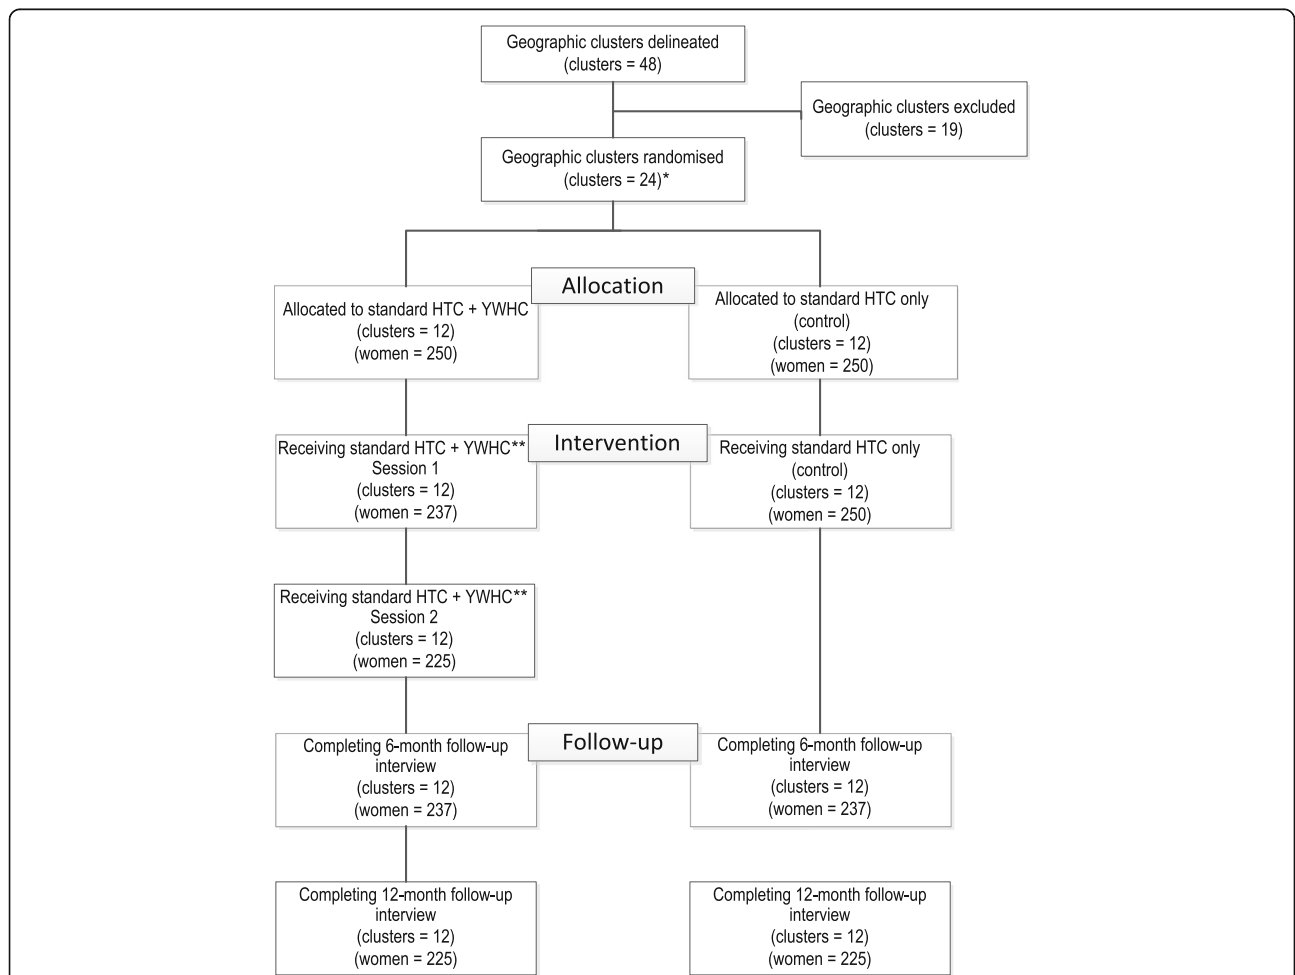 Geographic clusters delineated
(clusters = 48)
Geographic clusters excluded
(clusters = 19)
Geographic clusters randomised
(clusters = 24)*
Allocation
Allocated to standard HTC + YWHC
(clusters = 12)
(women = 250)
Allocated to standard HTC only
(control)
(clusters = 12)
(women = 250)
Intervention
Receiving standard HTC + YWHC**
Session 1
(clusters = 12)
(women = 237)
Receiving standard HTC only
(control)
(clusters = 12)
(women = 250)
Receiving standard HTC + YWHC**
Session 2
(clusters = 12)
(women = 225)
Follow-up
Completing 6-month follow-up
interview
(clusters = 12)
(women = 237)
Completing 6-month follow-up
interview
(clusters = 12)
(women = 237)
Completing 12-month follow-up
interview
(clusters = 12)
(women = 225)
Completing 12-month follow-up
interview
(clusters = 12)
(women = 225)